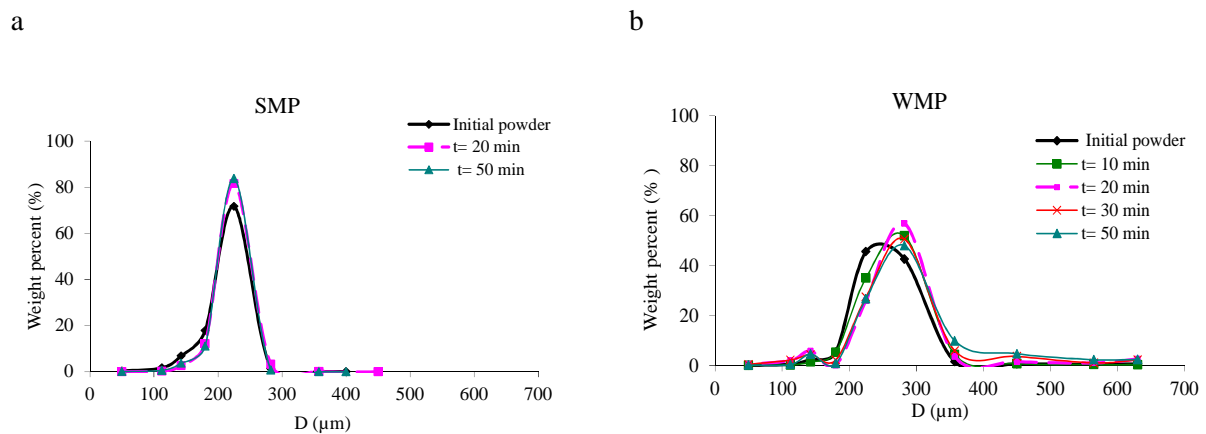 a
SMP
Initial powder
t= 20 min
t= 50 min
Weight percent (%)
100
80
60
40
20
0
0 100 200 300 400 500 600 700
D (µm)
b
WMP
Initial powder
t= 10 min
t= 20 min
t= 30 min
t= 50 min
Weight percent (% )
100
80
60
40
20
0
0 100 200 300 400 500 600 700
D (µm)